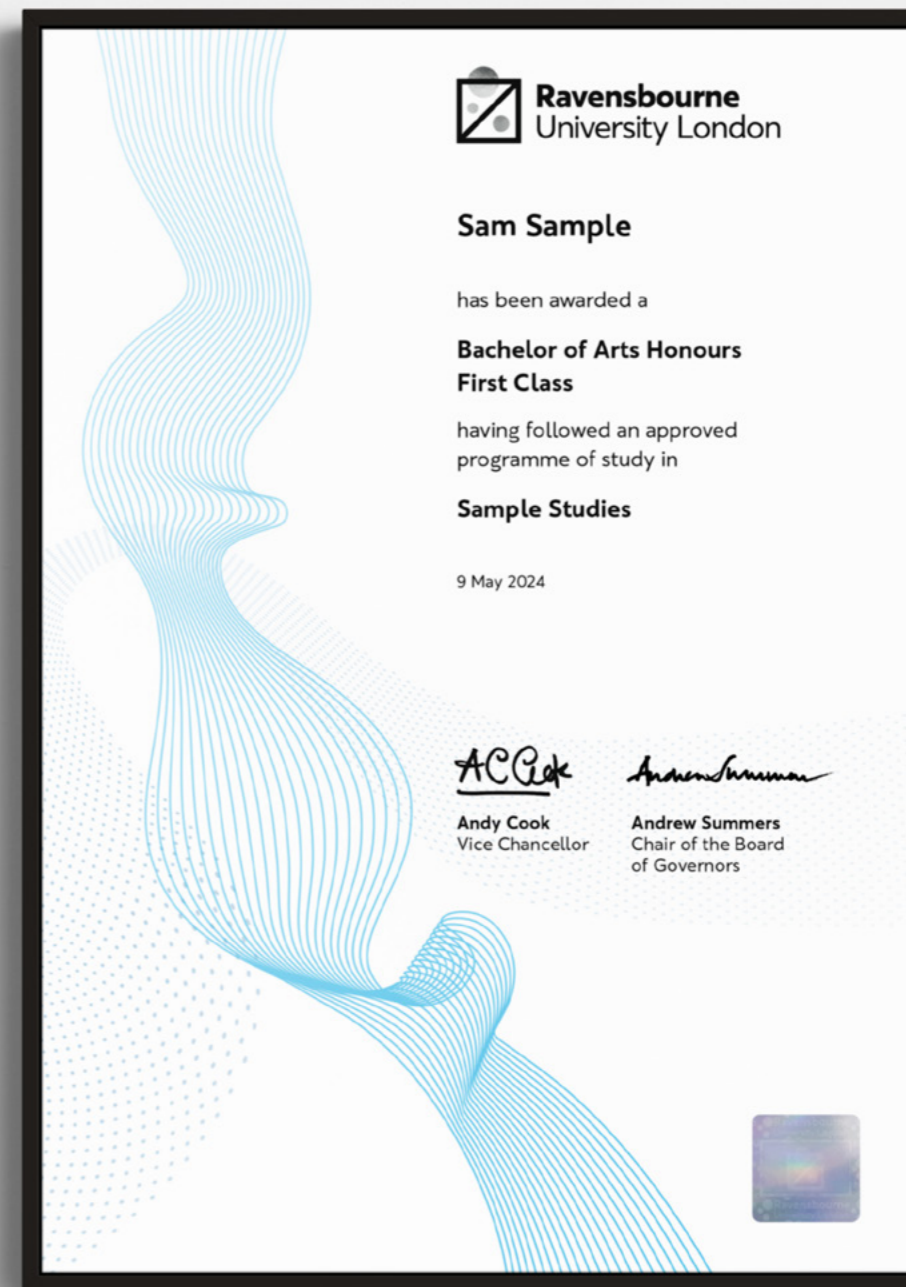 Ravensbourne
University London
Sam Sample
has been awarded a
Bachelor of Arts Honours
First Class
having followed an approved
programme of study in
Sample Studies
9 May 2024
Andy Cook
Vice Chancellor
Andrew Summers
Chair of the Board
of Governors